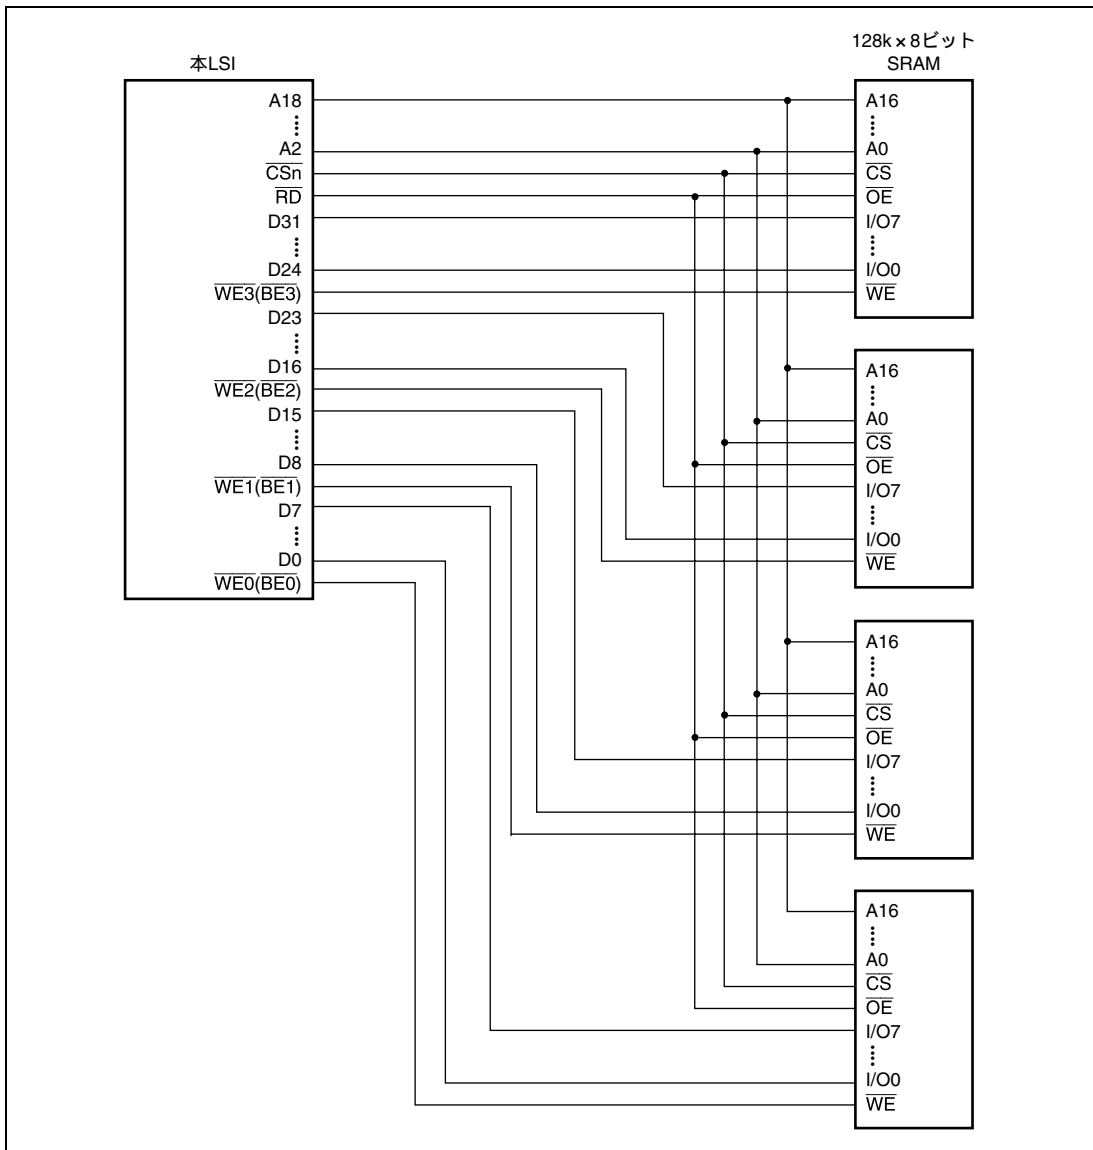 本LSI
A18
A2
CSn
RD
D31
D24
WE3(BE3)
D23
D16
WE2(BE2)
D15
D8
WE1(BE1)
D7
D0
WE0(BE0)
128k×8ビット
SRAM
A16
A0
CS
OE
I/O7
I/O0
WE
A16
A0
CS
OE
I/O7
I/O0
WE
A16
A0
CS
OE
I/O7
I/O0
WE
A16
A0
CS
OE
I/O7
I/O0
WE